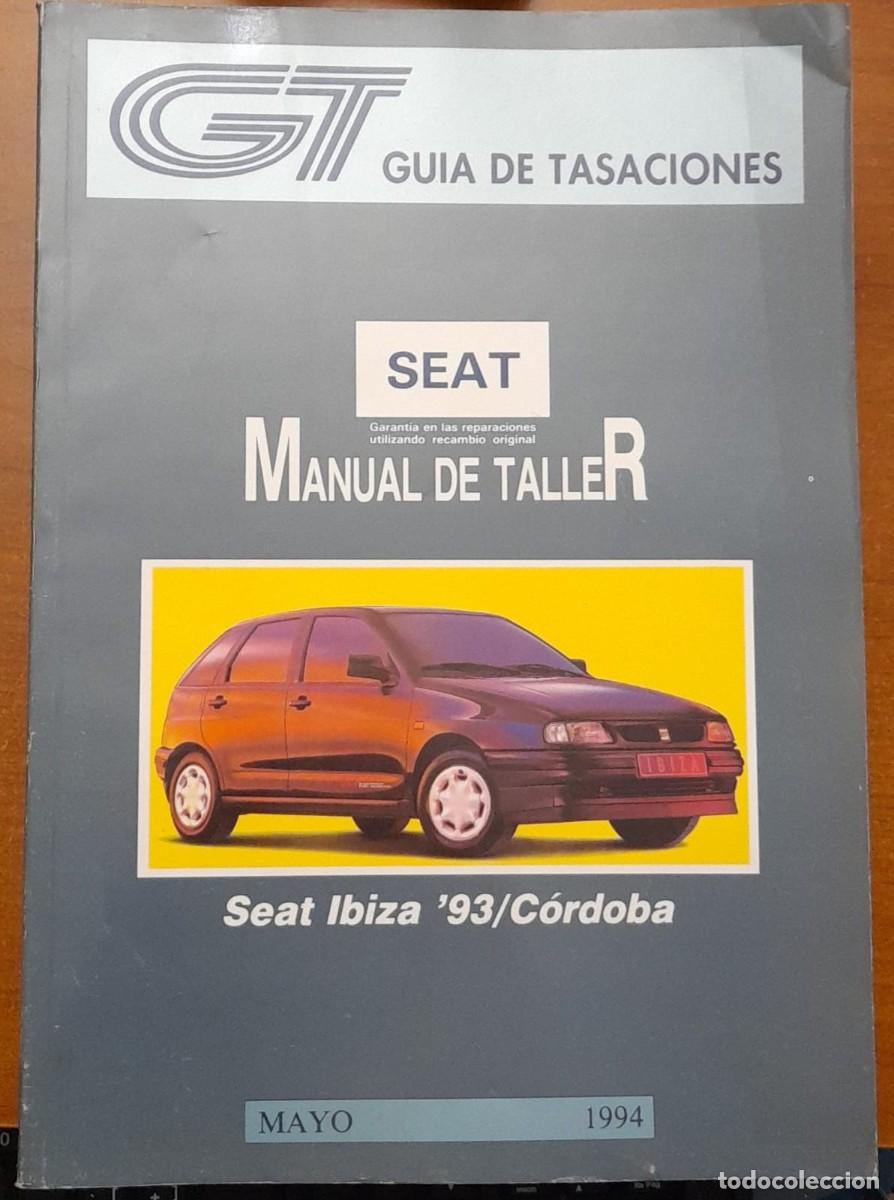 GT GUIA DE TASACIONES
SEAT
Garantía en las reparaciones
utilizando recambio original
MANUAL DE TALLER
IBIZA
Seat Ibiza '93/Córdoba
MAYO 1994
todocoleccion